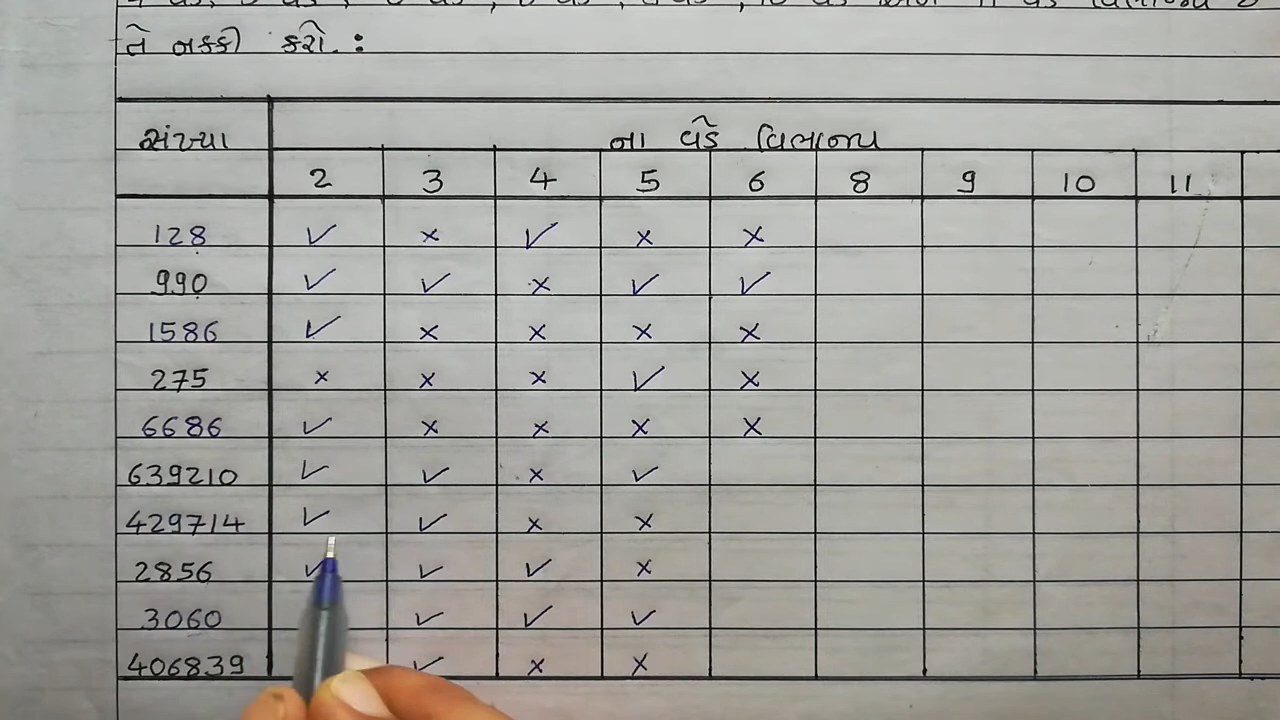 તે નક્કી કરો. :
સંખ્યા ના વડે વિભાજ્ય
2 3 4 5 6 8 9 10 11
128 ✓ × ✓ × ×
990 ✓ ✓ × ✓ ✓
1586 ✓ × × × ×
275 × × × ✓ ×
6686 ✓ × × × ×
639210 ✓ ✓ × ✓
429714 ✓ ✓ × ×
2856 ✓ ✓ ✓ ×
3060 ✓ ✓ ✓
406839 ✓ × ×